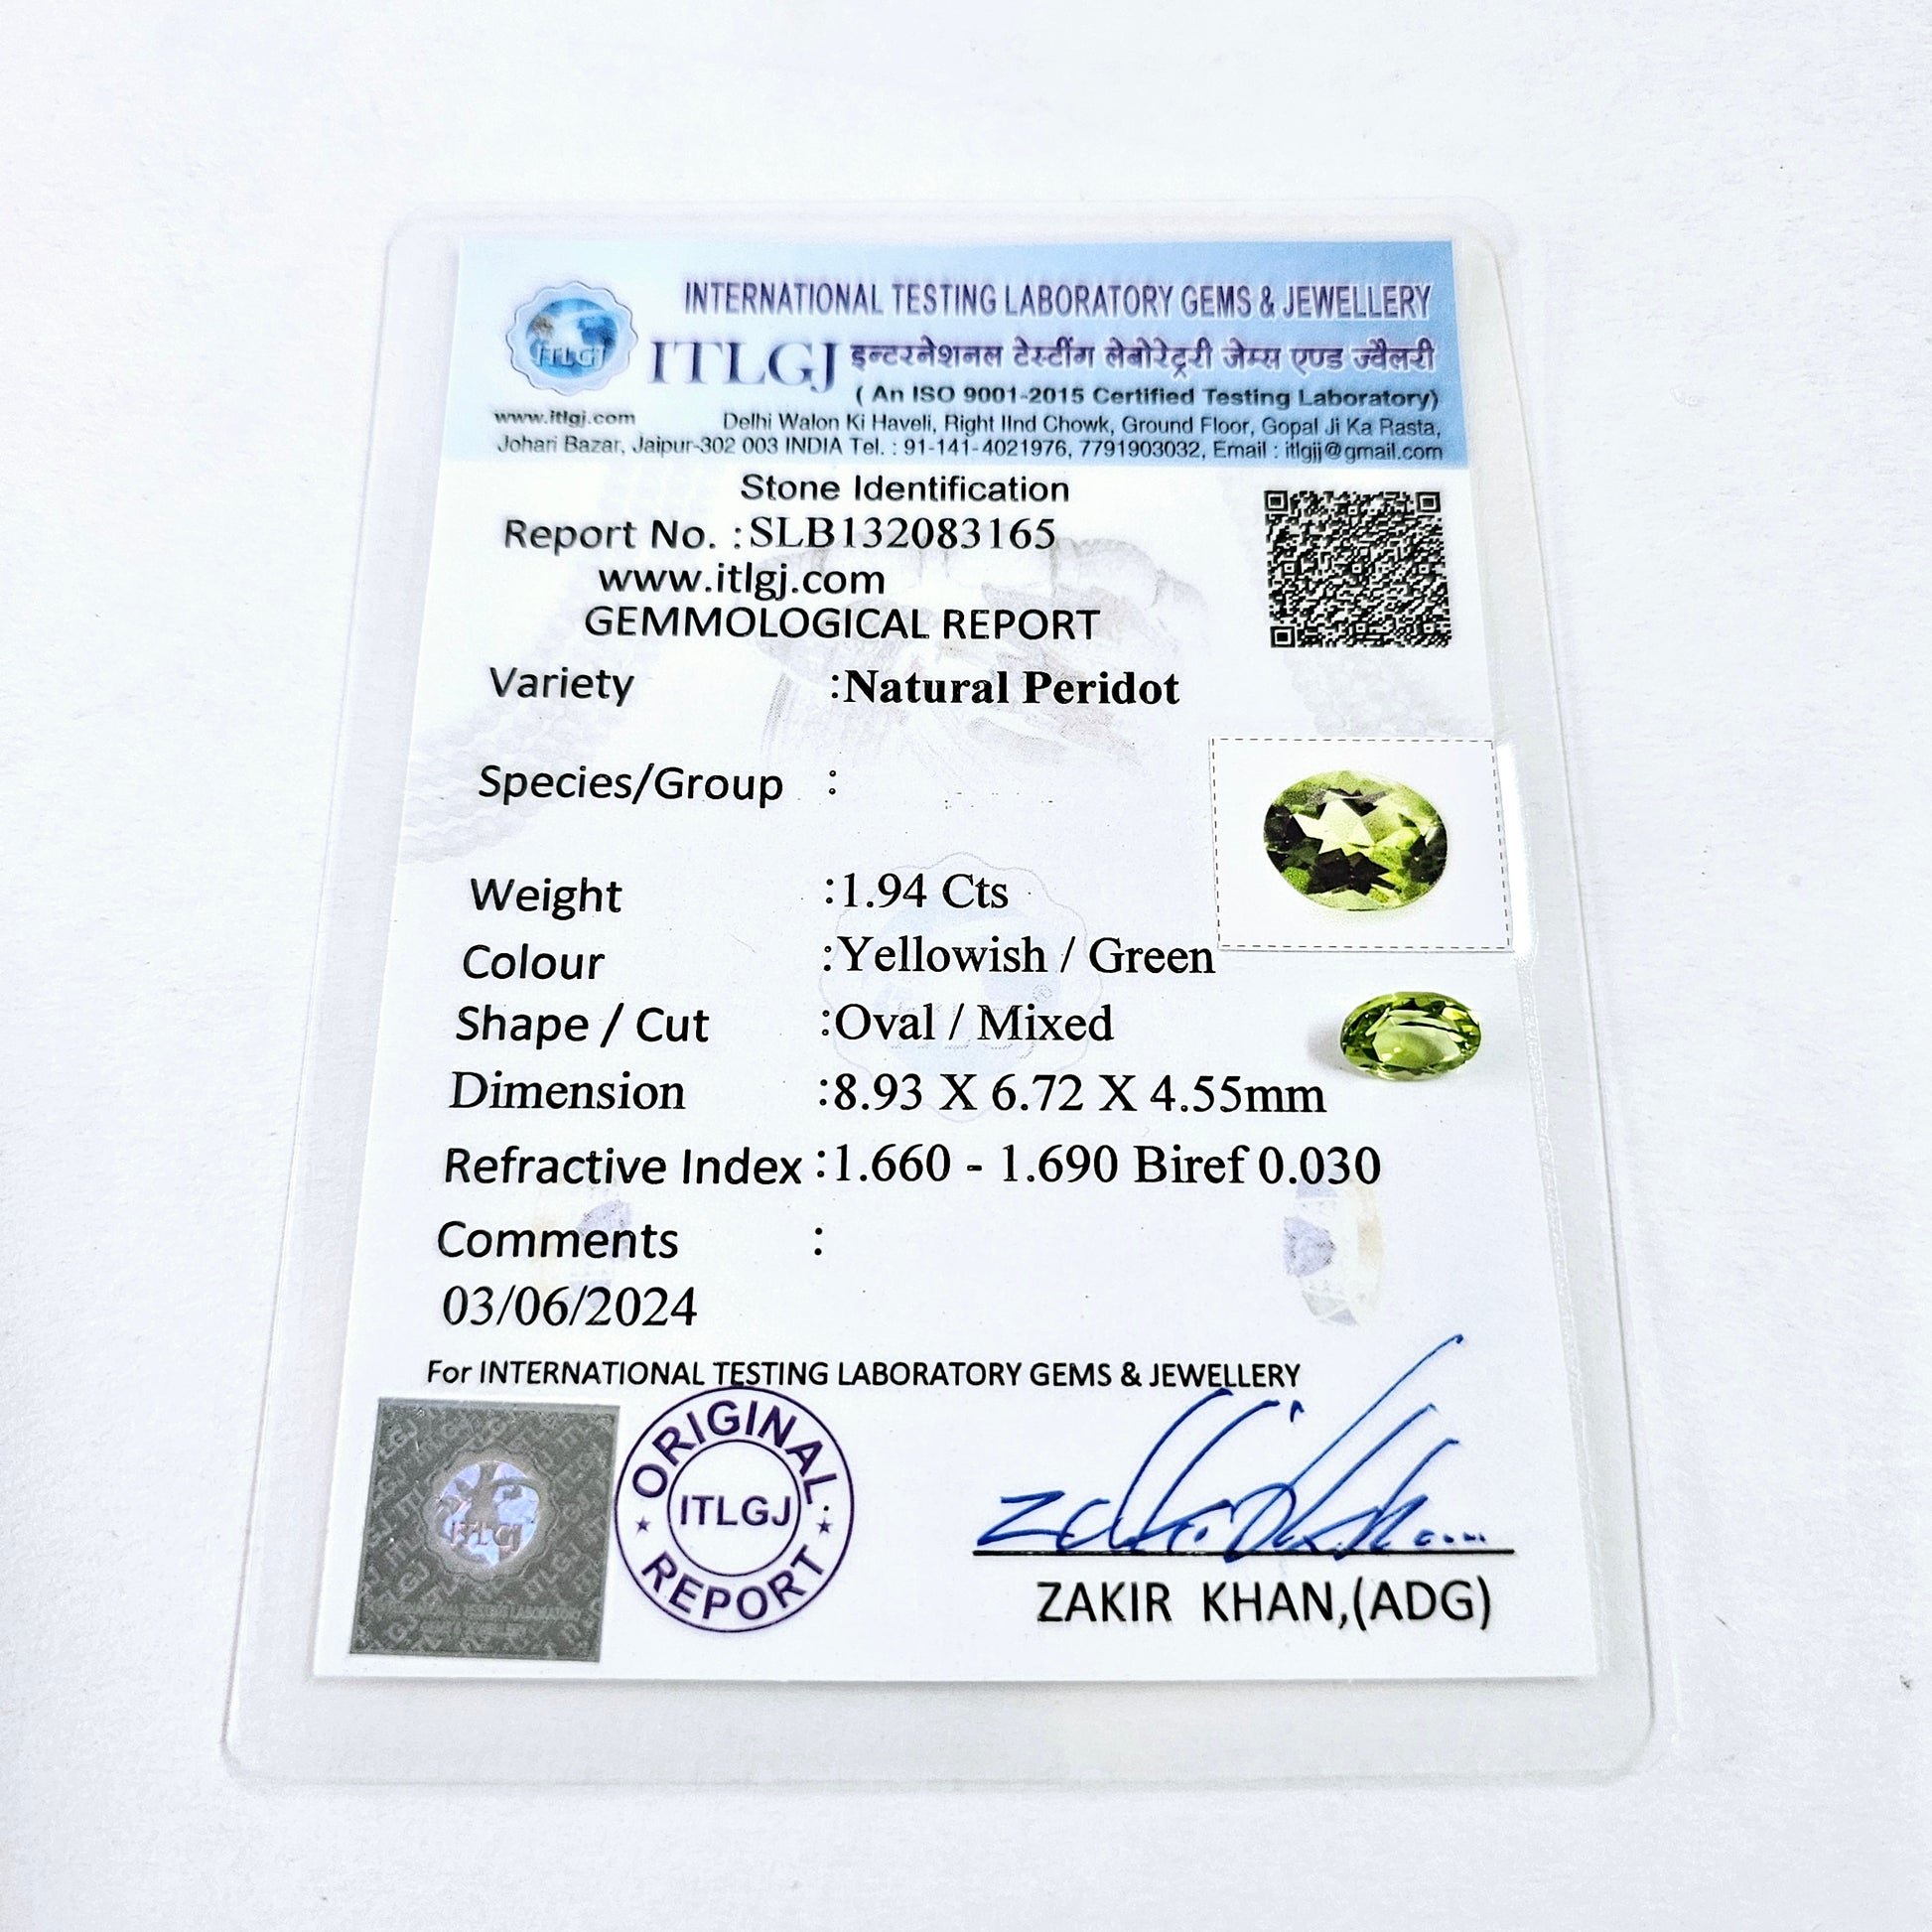 INTERNATIONAL TESTING LABORATORY GEMS & JEWELLERY
ITLGJ
ITLGJ इन्टरनेशनल टेस्टींग लेबोरेट्री जेम्स एण्ड ज्वैलरी
( An ISO 9001-2015 Certified Testing Laboratory)
www.itlgj.com Delhi Walon Ki Haveli, Right IInd Chowk, Ground Floor, Gopal Ji Ka Rasta,
Johari Bazar, Jaipur-302 003 INDIA Tel. : 91-141-4021976, 7791903032, Email : itlgjj@gmail.com
Stone Identification
Report No. :SLB132083165
www.itlgj.com
GEMMOLOGICAL REPORT
Variety :Natural Peridot
Species/Group :
Weight :1.94 Cts
Colour :Yellowish / Green
Shape / Cut :Oval / Mixed
Dimension :8.93 X 6.72 X 4.55mm
Refractive Index :1.660 - 1.690 Biref 0.030
Comments :
03/06/2024
For INTERNATIONAL TESTING LABORATORY GEMS & JEWELLERY
ITLGJ
ORIGINAL
ITLGJ
REPORT
ZAKIR KHAN,(ADG)